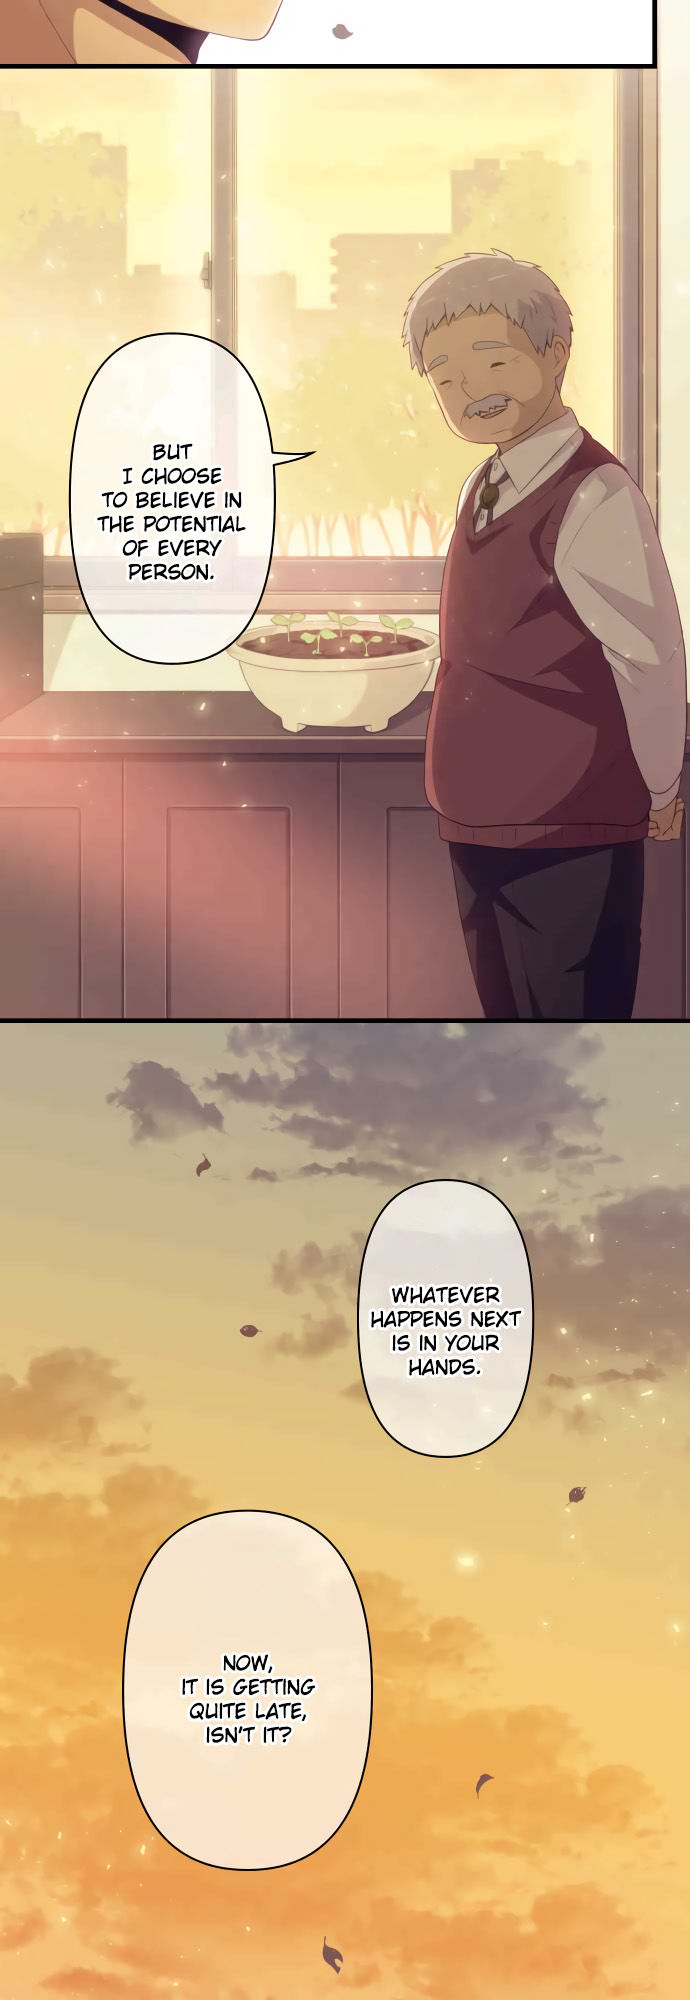 BUT
I CHOOSE
TO BELIEVE IN
THE POTENTIAL
OF EVERY
PERSON.
WHATEVER
HAPPENS NEXT
IS IN YOUR
HANDS.
NOW,
IT IS GETTING
QUITE LATE,
ISN'T IT?